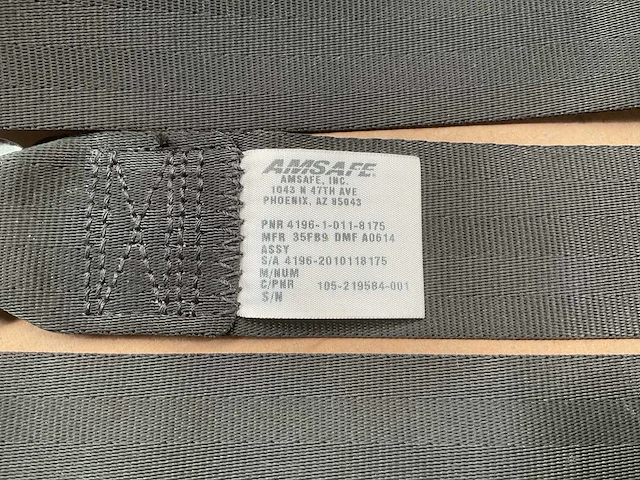 AMSAFE
AMSAFE, INC.
1043 N 47TH AVE
PHOENIX, AZ 85043
PNR 4196-1-011-8175
MFR 35FB9 DMF A0614
ASSY
S/A 4196-2010118175
M/NUM
C/PNR 105-219584-001
S/N